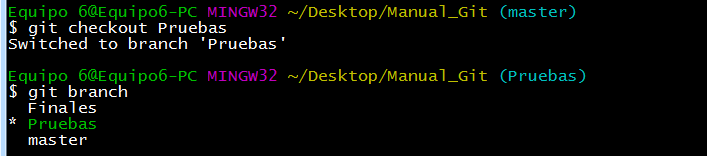 Equipo 6@Equipo6-PC MINGW32 ~/Desktop/Manual_Git (master)
$ git checkout Pruebas
Switched to branch 'Pruebas'
Equipo 6@Equipo6-PC MINGW32 ~/Desktop/Manual_Git (Pruebas)
$ git branch
  Finales
* Pruebas
  master